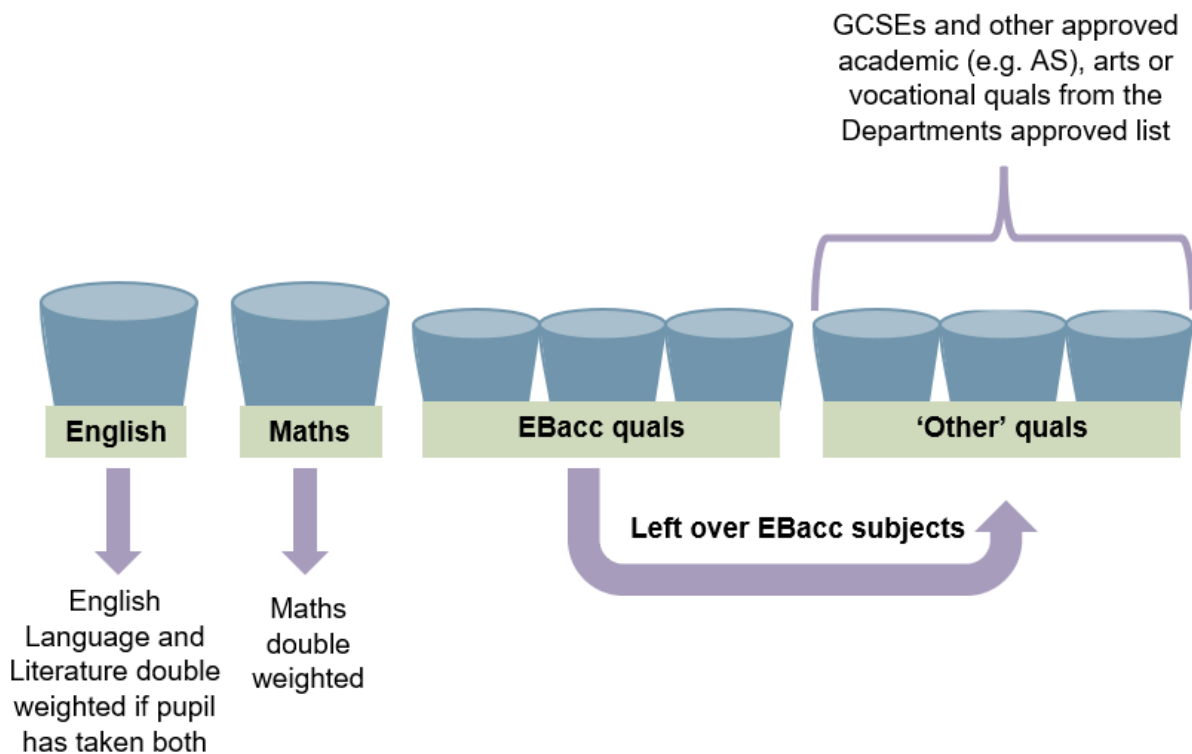 GCSEs and other approved
academic (e.g. AS), arts or
vocational quals from the
Departments approved list
English
Maths
EBacc quals
‘Other’ quals
Left over EBacc subjects
English
Language and
Literature double
weighted if pupil
has taken both
Maths
double
weighted